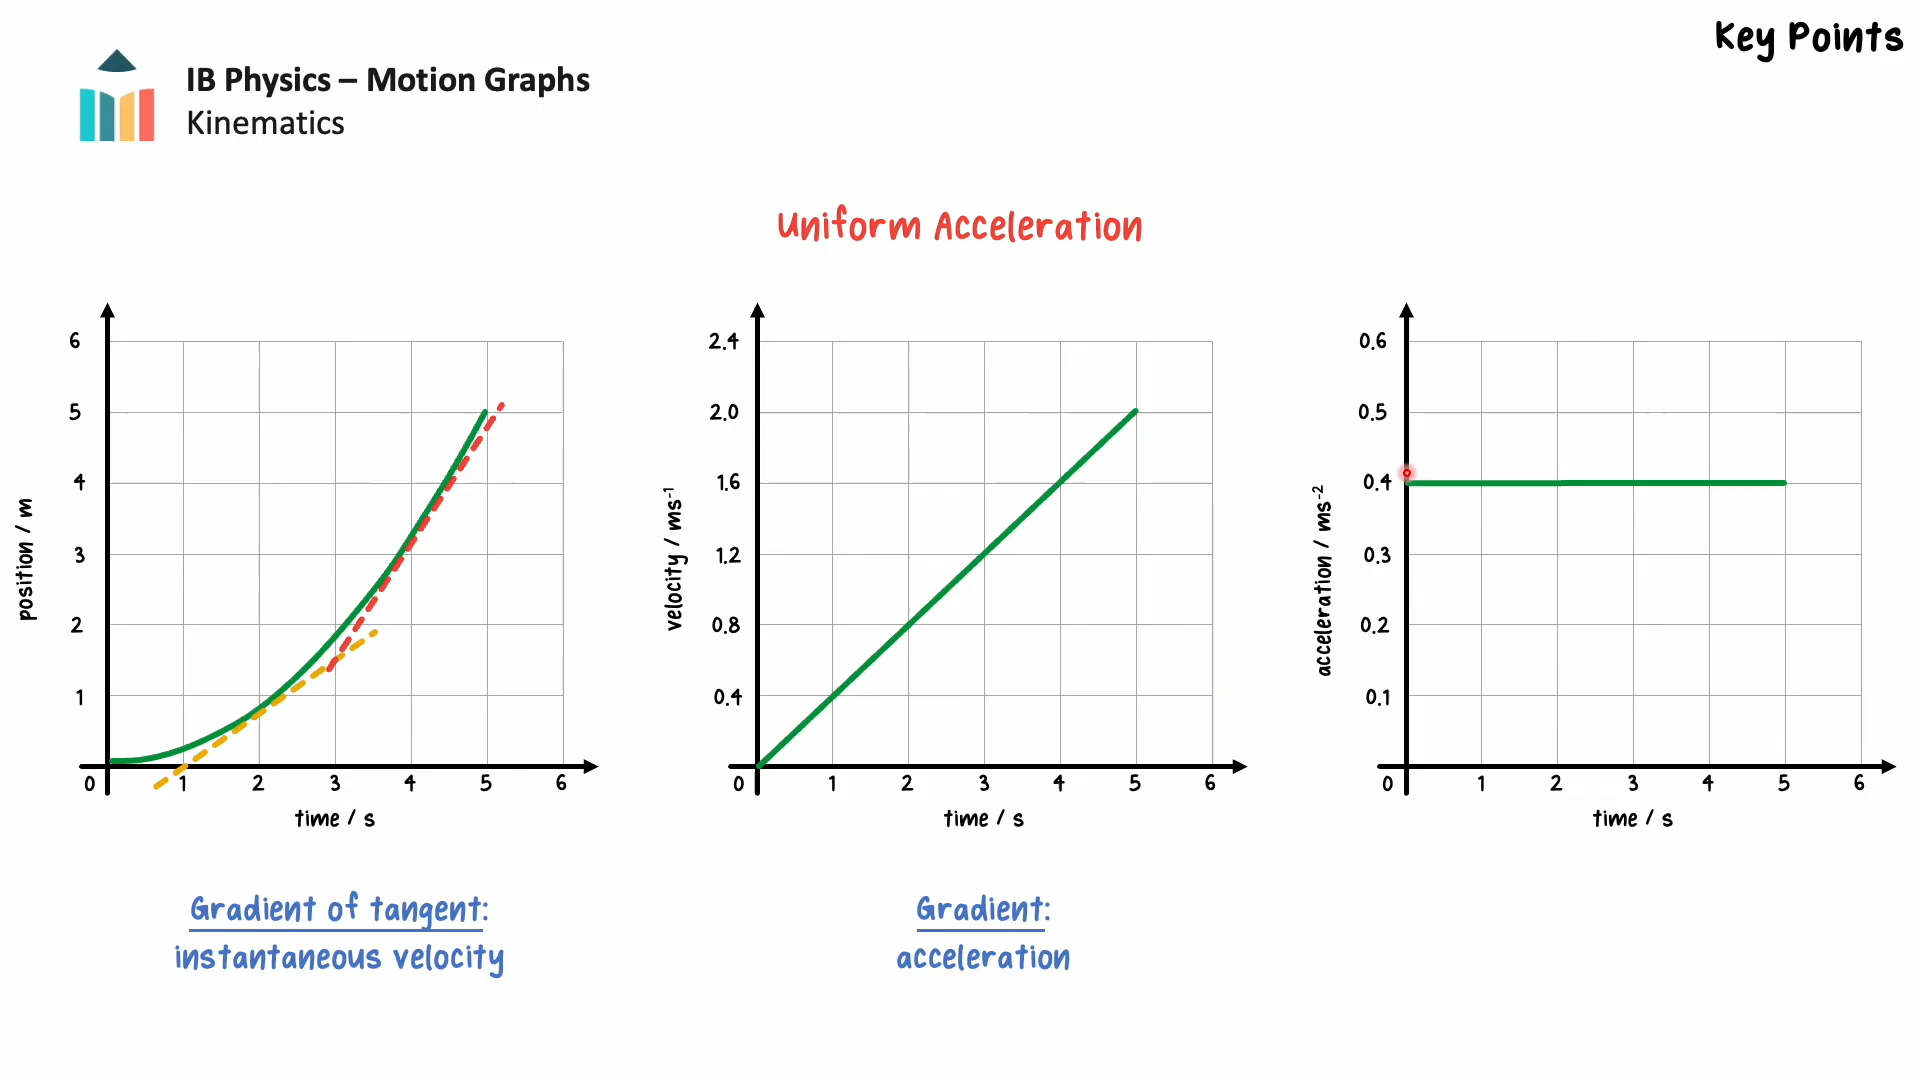 Key Points
IB Physics – Motion Graphs
Kinematics
Uniform Acceleration
6
5
4
3
2
1
0
1 2 3 4 5 6
position / m
time / s
2.4
2.0
1.6
1.2
0.8
0.4
0
1 2 3 4 5 6
velocity / ms⁻¹
time / s
0.6
0.5
0.4
0.3
0.2
0.1
0
1 2 3 4 5 6
acceleration / ms⁻²
time / s
Gradient of tangent:
instantaneous velocity
Gradient:
acceleration